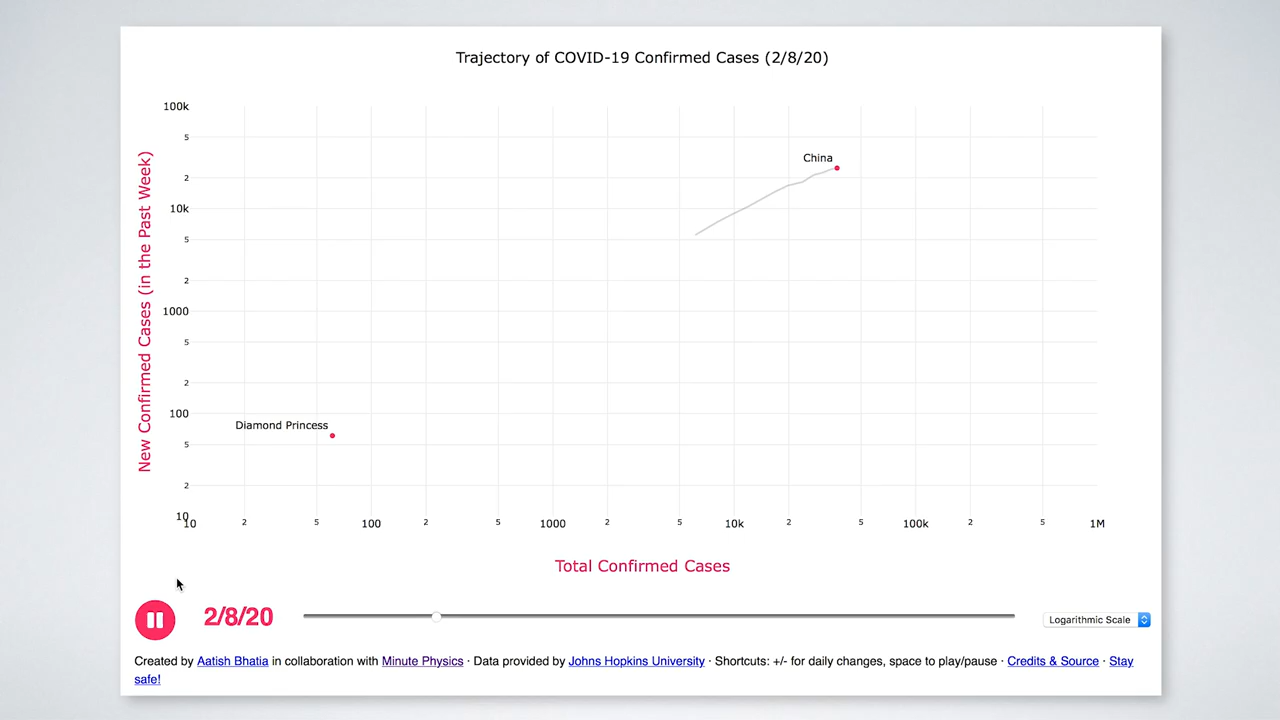 Trajectory of COVID-19 Confirmed Cases (2/8/20)
New Confirmed Cases (in the Past Week)
100k
5
2
10k
5
2
1000
5
2
100
5
2
10
China
Diamond Princess
10 2 5 100 2 5 1000 2 5 10k 2 5 100k 2 5 1M
Total Confirmed Cases
2/8/20
Logarithmic Scale
Created by Aatish Bhatia in collaboration with Minute Physics · Data provided by Johns Hopkins University · Shortcuts: +/- for daily changes, space to play/pause · Credits & Source · Stay
safe!